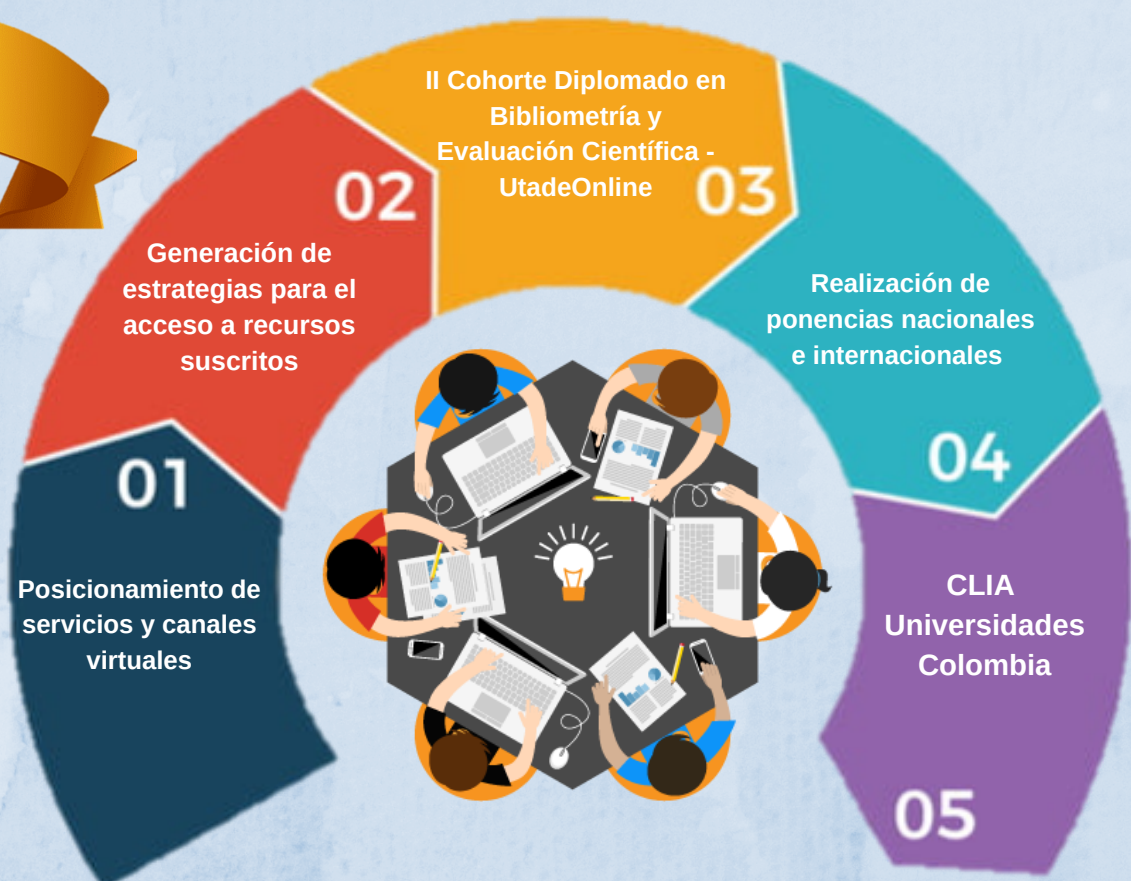 01
Posicionamiento de
servicios y canales
virtuales
02
Generación de
estrategias para el
acceso a recursos
suscritos
II Cohorte Diplomado en
Bibliometría y
Evaluación Científica -
UtadeOnline
03
Realización de
ponencias nacionales
e internacionales
04
CLIA
Universidades
Colombia
05